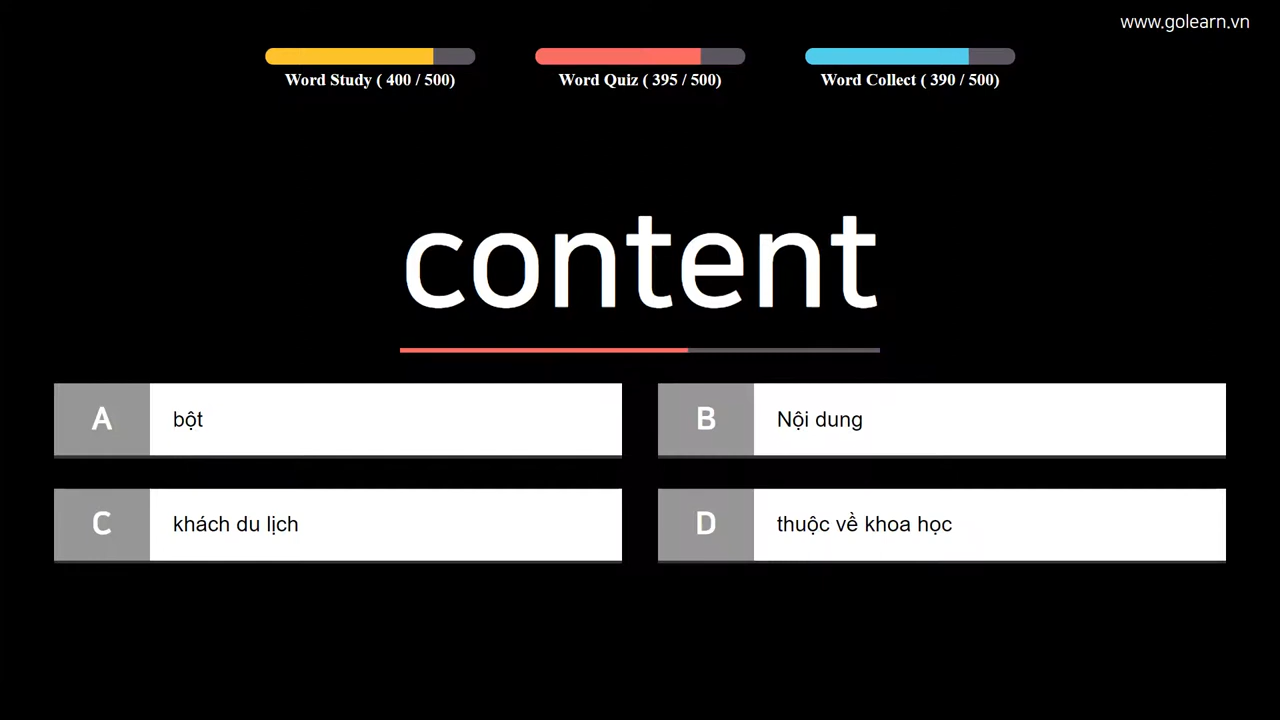 www.golearn.vn
Word Study ( 400 / 500)
Word Quiz ( 395 / 500)
Word Collect ( 390 / 500)
content
A bột
B Nội dung
C khách du lịch
D thuộc về khoa học